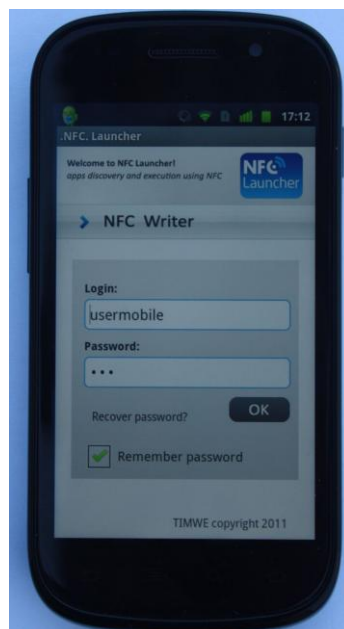 17:12
.NFC. Launcher
Welcome to NFC Launcher!
apps discovery and execution using NFC
NFC
Launcher
NFC Writer
Login:
usermobile
Password:
Recover password?
OK
Remember password
TIMWE copyright 2011